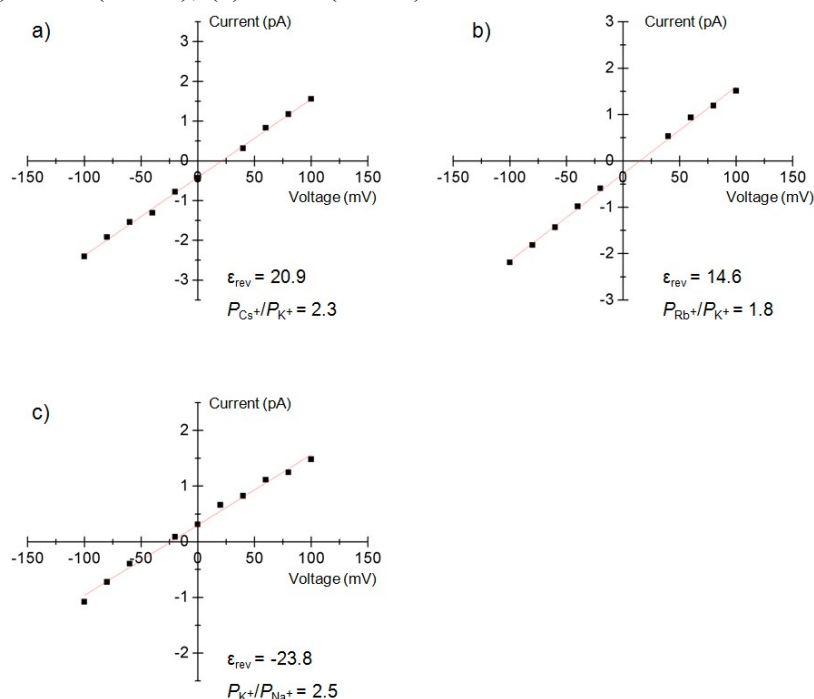 a)
Current (pA)
3
2
1
0
-1
-2
-3
-150 -100 -50 0 50 100 150
Voltage (mV)
εrev = 20.9
PCs+/PK+ = 2.3
b)
Current (pA)
3
2
1
0
-1
-2
-3
-150 -100 -50 0 50 100 150
Voltage (mV)
εrev = 14.6
PRb+/PK+ = 1.8
c)
Current (pA)
2
1
0
-1
-2
-150 -100 -50 0 50 100 150
Voltage (mV)
εrev = -23.8
PK+/PNa+ = 2.5